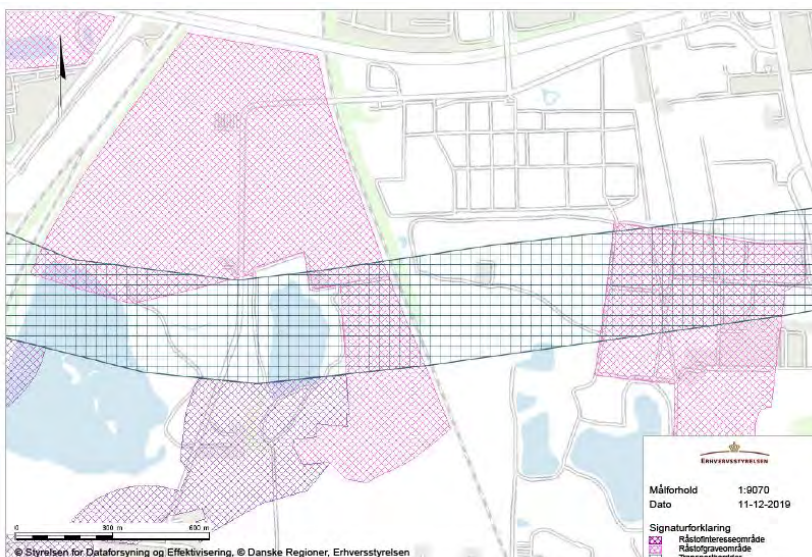 0 300 m 600 m
© Styrelsen for Dataforsyning og Effektivisering, © Danske Regioner, Erhversstyrelsen
ERHVERVSSTYRELSEN
Målforhold 1:9070
Dato 11-12-2019
Signaturforklaring
Råstofinteresseområde
Råstofgraveområde